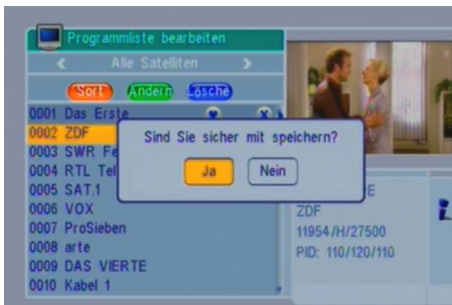 Programmliste bearbeiten
Alle Satelliten
Sort Ändern Lösche
0001 Das Erste
0002 ZDF
0003 SWR Fe
0004 RTL Tel
0005 SAT.1
0006 VOX
0007 ProSieben
0008 arte
0009 DAS VIERTE
0010 Kabel 1
Sind Sie sicher mit speichern?
Ja Nein
E
ZDF
11954/H/27500
PID: 110/120/110